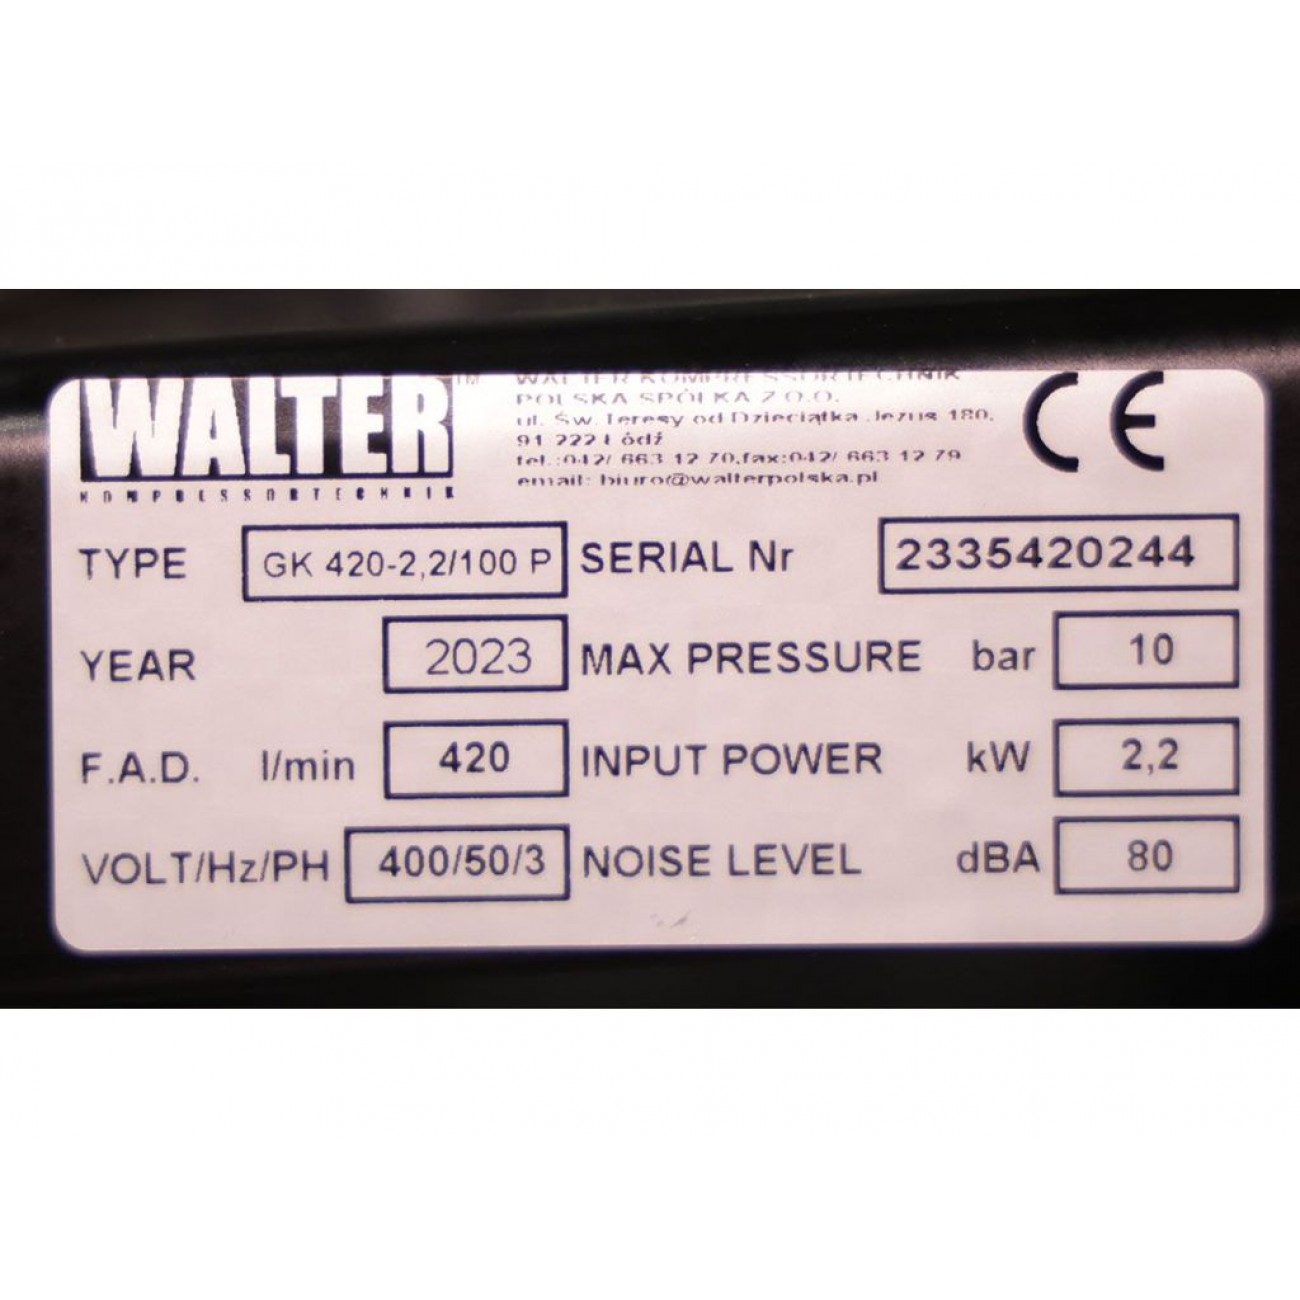 WALTER™
KOMPRESSORTECHNIK
WALTER KOMPRESSORTECHNIK
POLSKA SPÓŁKA Z O.O.
ul. Św. Teresy od Dzieciątka Jezus 180,
91 222 Łódź
tel.:042/ 663 12 70,fax:042/ 663 12 79
email: biuro@walterpolska.pl
CE
TYPE GK 420-2,2/100 P SERIAL Nr 2335420244
YEAR 2023 MAX PRESSURE bar 10
F.A.D. l/min 420 INPUT POWER kW 2,2
VOLT/Hz/PH 400/50/3 NOISE LEVEL dBA 80